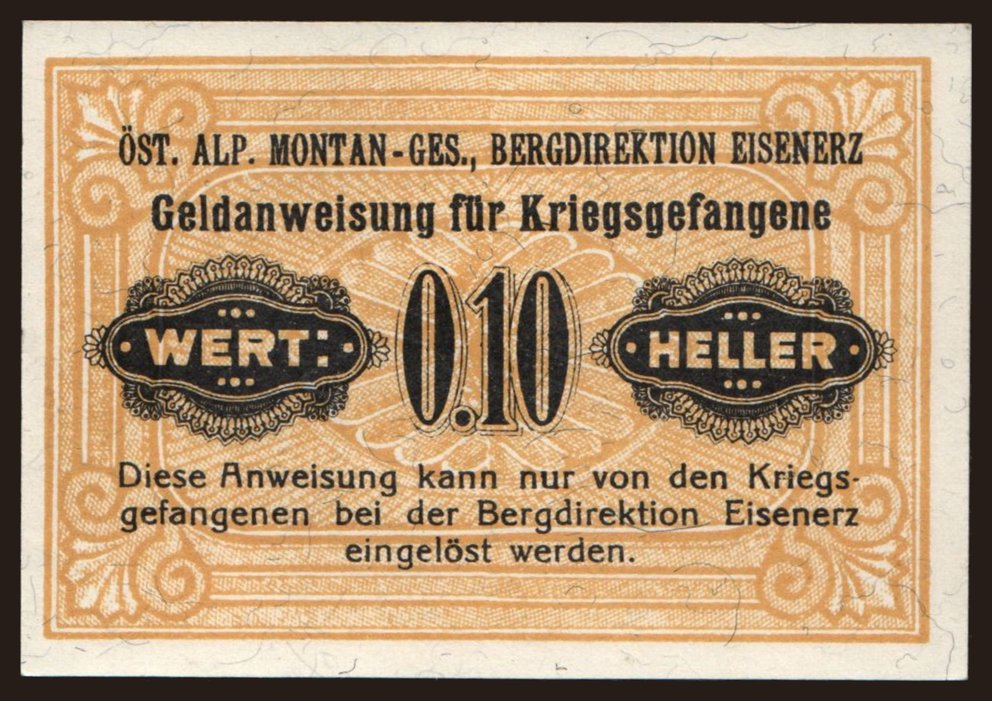 ÖST. ALP. MONTAN-GES., BERGDIREKTION EISENERZ
Geldanweisung für Kriegsgefangene
WERT: 0.10 HELLER
Diese Anweisung kann nur von den Kriegs-
gefangenen bei der Bergdirektion Eisenerz
eingelöst werden.